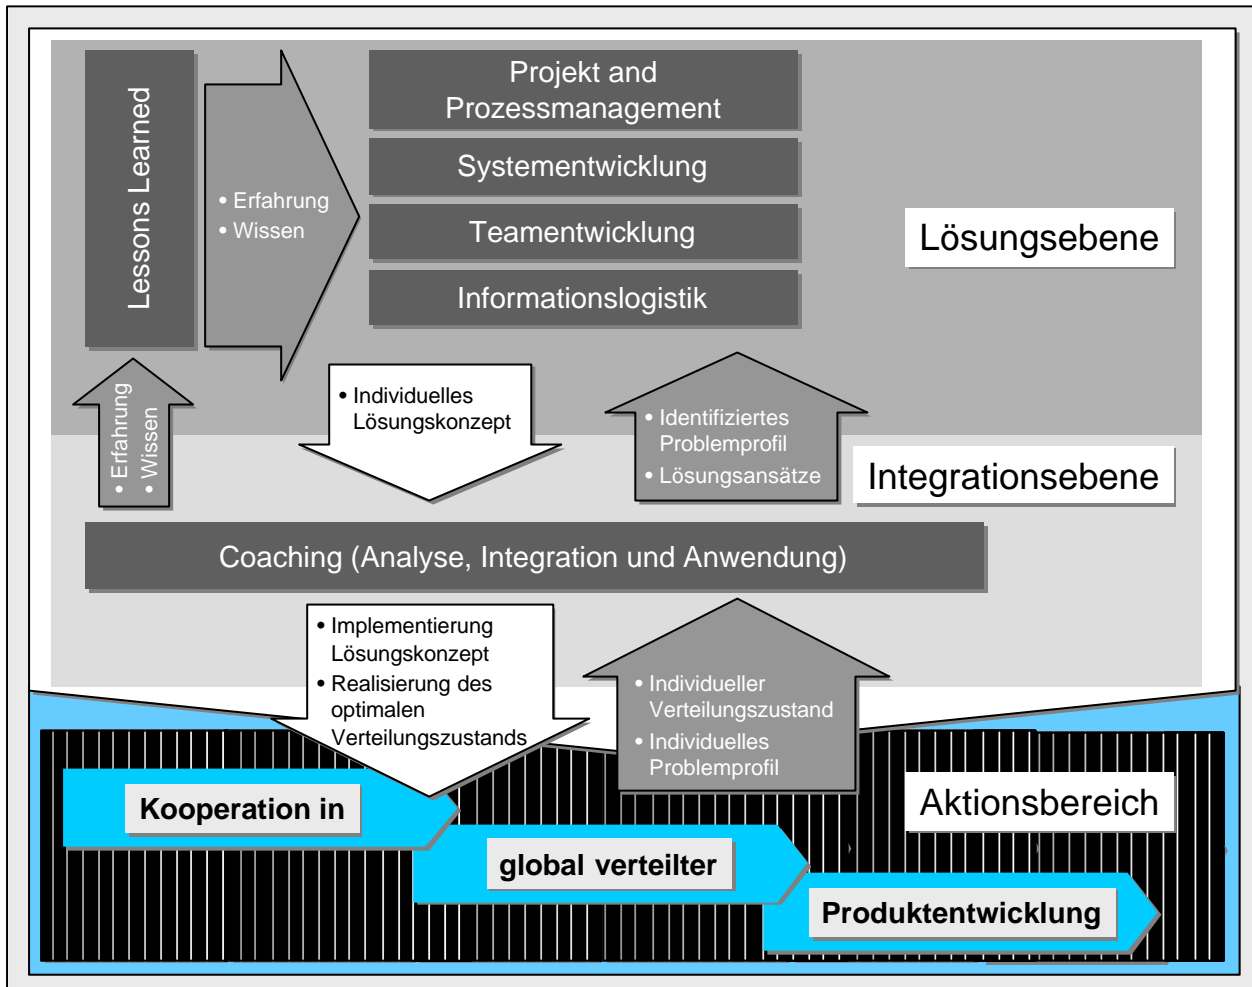 Lessons Learned
• Erfahrung
• Wissen
Projekt and
Prozessmanagement
Systementwicklung
Teamentwicklung
Informationslogistik
Lösungsebene
• Erfahrung
• Wissen
• Individuelles
Lösungskonzept
• Identifiziertes
Problemprofil
• Lösungsansätze
Integrationsebene
Coaching (Analyse, Integration und Anwendung)
• Implementierung
Lösungskonzept
• Realisierung des
optimalen
Verteilungszustands
• Individueller
Verteilungszustand
• Individuelles
Problemprofil
Aktionsbereich
Kooperation in
global verteilter
Produktentwicklung